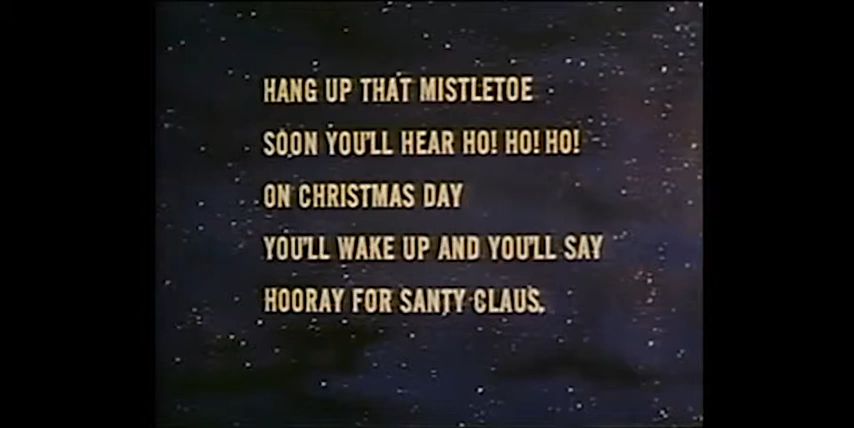 HANG UP THAT MISTLETOE
SOON YOU'LL HEAR HO! HO! HO!
ON CHRISTMAS DAY
YOU'LL WAKE UP AND YOU'LL SAY
HOORAY FOR SANTY CLAUS.